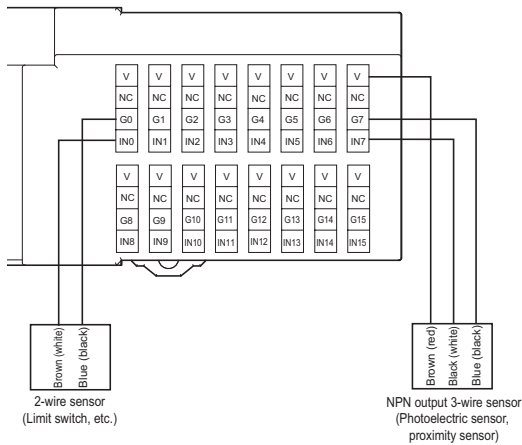 V V V V V V V V
NC NC NC NC NC NC NC NC
G0 G1 G2 G3 G4 G5 G6 G7
IN0 IN1 IN2 IN3 IN4 IN5 IN6 IN7
V V V V V V V V
NC NC NC NC NC NC NC NC
G8 G9 G10 G11 G12 G13 G14 G15
IN8 IN9 IN10 IN11 IN12 IN13 IN14 IN15
Brown (white)
Blue (black)
2-wire sensor
(Limit switch, etc.)
Brown (red)
Black (white)
Blue (black)
NPN output 3-wire sensor
(Photoelectric sensor,
proximity sensor)